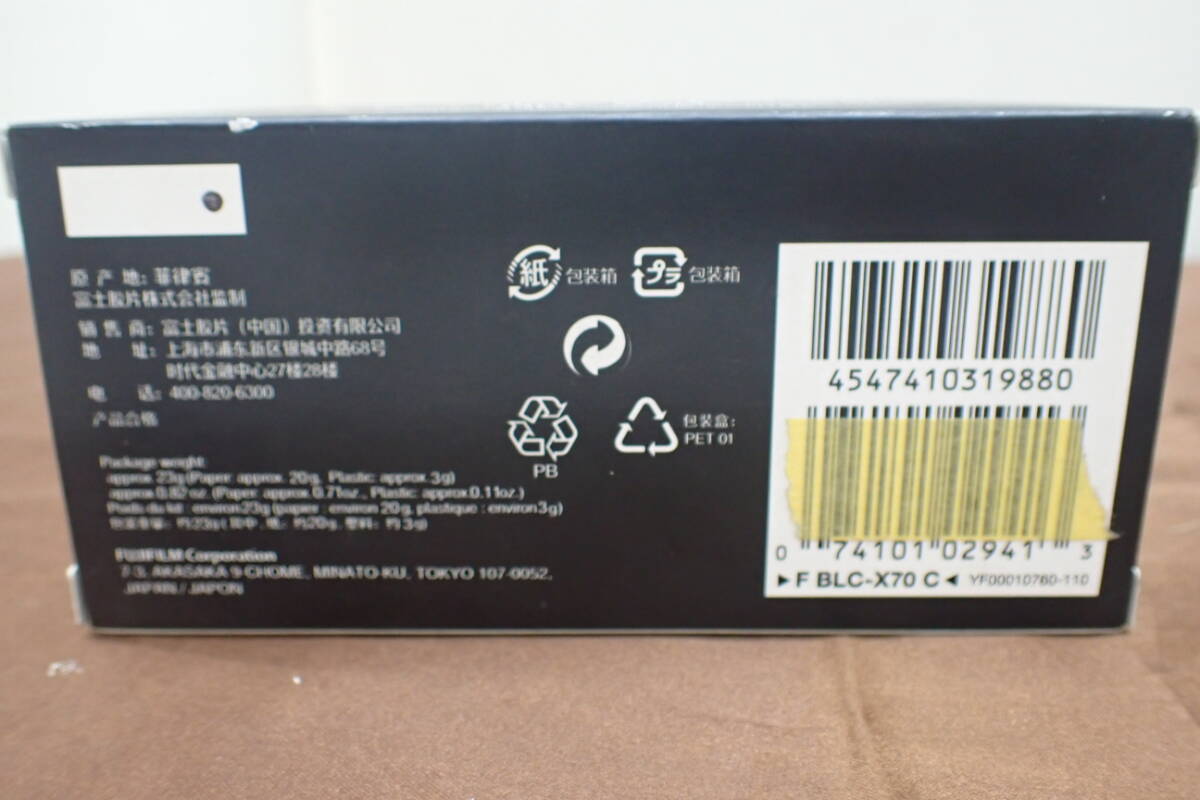 原 产 地: 菲律宾
富士胶片株式会社监制
销 售 商: 富士胶片 (中国) 投资有限公司
地 址: 上海市浦东新区银城中路68号
时代金融中心27楼28楼
电 话: 400-820-6300
产品合格
Package weight
approx. 23g (Paper: approx. 20g, Plastic: approx. 3g)
approx.0.82 oz. (Paper: approx.0.71oz., Plastic: approx.0.11oz.)
Poids du kit : environ 23g (papier : environ 20g, plastique : environ 3g)
FUJIFILM Corporation
7-3, AKASAKA 9-CHOME, MINATO-KU, TOKYO 107-0052,
JAPAN / JAPON
紙 包装箱 プラ 包装箱
PB
包装盒:
PET 01
4547410319880
0 74101 02941 3
▶F BLC-X70 C◀ YF00010760-110